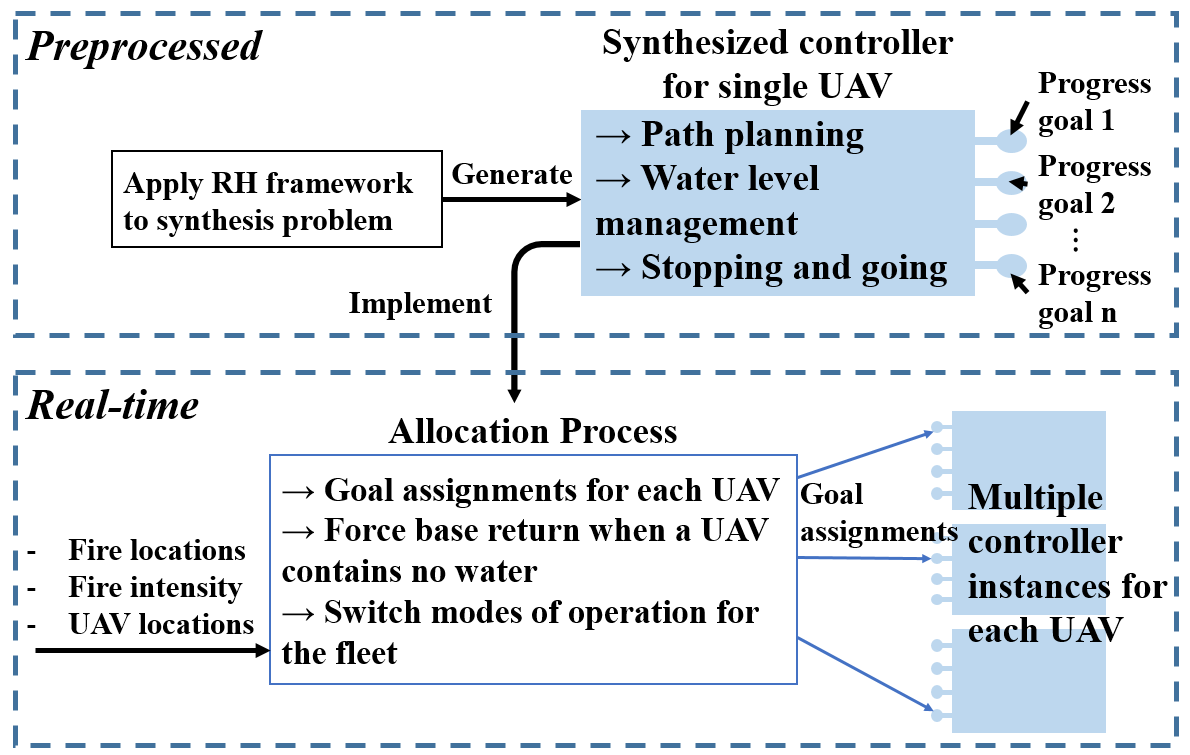 Preprocessed
Synthesized controller
for single UAV
Apply RH framework
to synthesis problem
Generate
→ Path planning
→ Water level
management
→ Stopping and going
Progress
goal 1
Progress
goal 2
⋮
Progress
goal n
Implement
Real-time
Allocation Process
- Fire locations
- Fire intensity
- UAV locations
→ Goal assignments for each UAV
→ Force base return when a UAV
contains no water
→ Switch modes of operation for
the fleet
Goal
assignments
Multiple
controller
instances for
each UAV